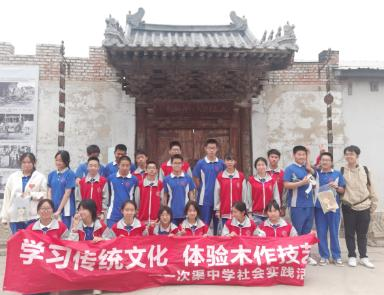 学习传统文化 体验木作技艺
——次渠中学社会实践活